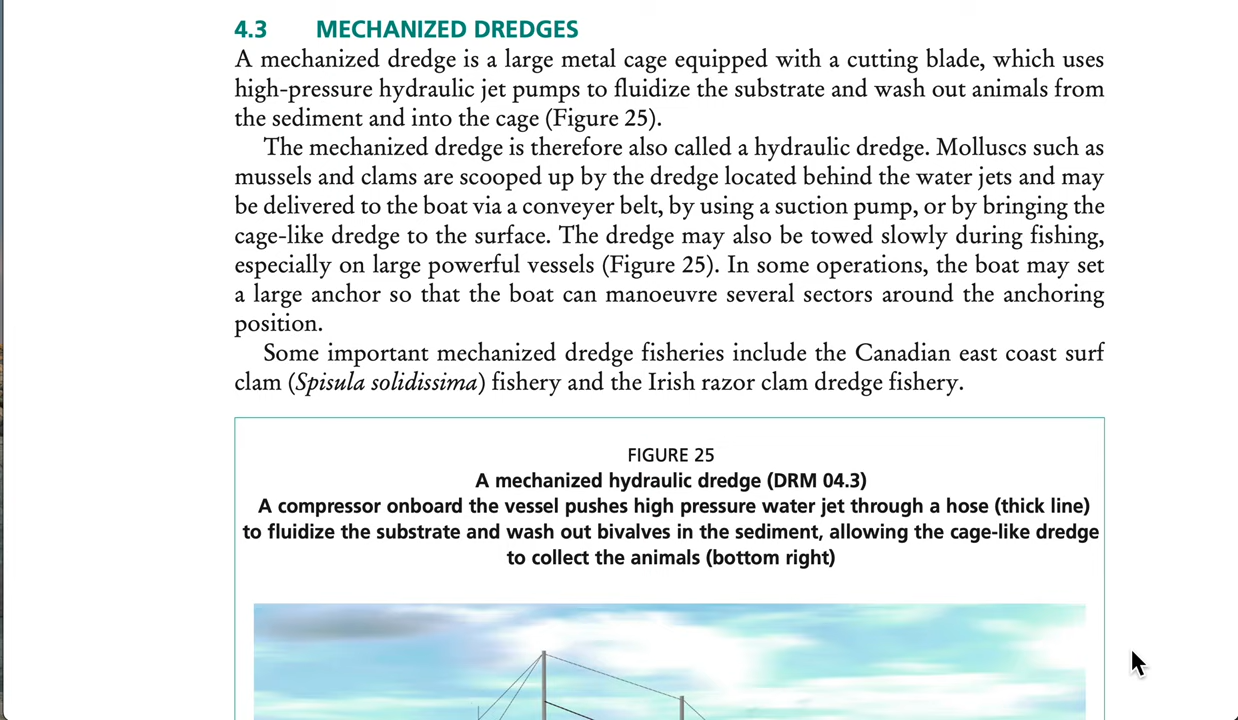 4.3 MECHANIZED DREDGES
A mechanized dredge is a large metal cage equipped with a cutting blade, which uses
high-pressure hydraulic jet pumps to fluidize the substrate and wash out animals from
the sediment and into the cage (Figure 25).
The mechanized dredge is therefore also called a hydraulic dredge. Molluscs such as
mussels and clams are scooped up by the dredge located behind the water jets and may
be delivered to the boat via a conveyer belt, by using a suction pump, or by bringing the
cage-like dredge to the surface. The dredge may also be towed slowly during fishing,
especially on large powerful vessels (Figure 25). In some operations, the boat may set
a large anchor so that the boat can manoeuvre several sectors around the anchoring
position.
Some important mechanized dredge fisheries include the Canadian east coast surf
clam (Spisula solidissima) fishery and the Irish razor clam dredge fishery.
FIGURE 25
A mechanized hydraulic dredge (DRM 04.3)
A compressor onboard the vessel pushes high pressure water jet through a hose (thick line)
to fluidize the substrate and wash out bivalves in the sediment, allowing the cage-like dredge
to collect the animals (bottom right)